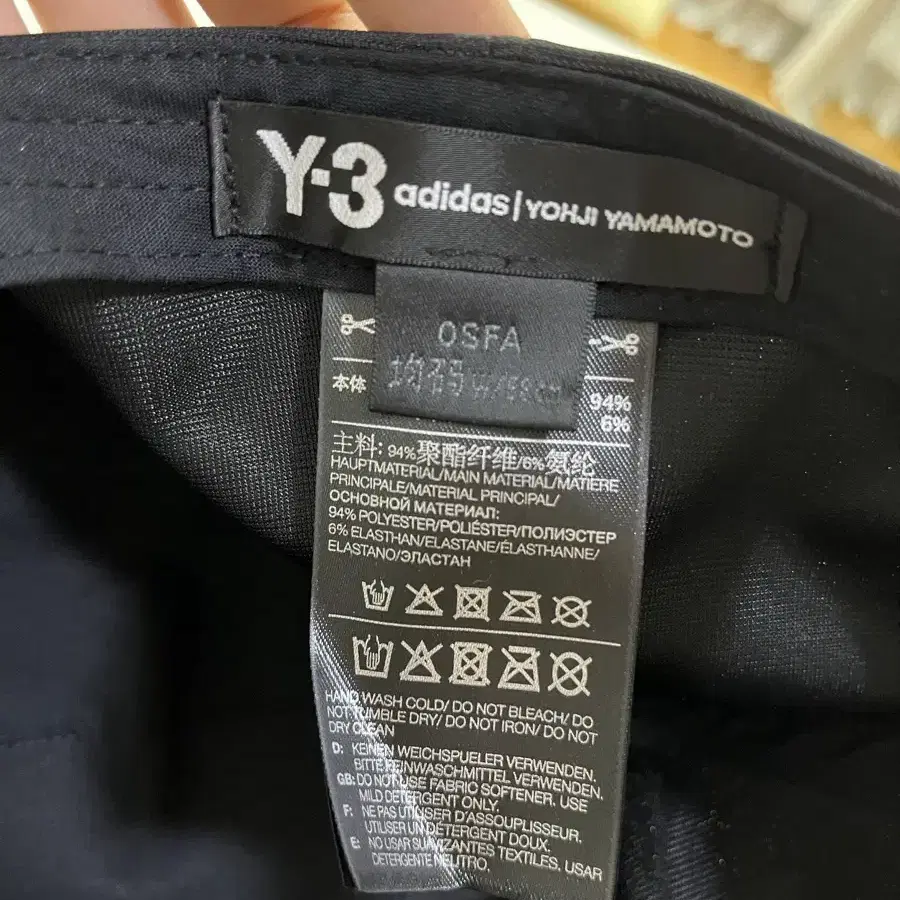 Y-3 adidas | YOHJI YAMAMOTO
OSFA
均码
本体
94%
6%
主料: 94%聚酯纤维/6%氨纶
HAUPTMATERIAL/MAIN MATERIAL/MATIÈRE
PRINCIPALE/MATERIAL PRINCIPAL/
ОСНОВНОЙ МАТЕРИАЛ:
94% POLYESTER/POLIÉSTER/ПОЛИЭСТЕР
6% ELASTHAN/ELASTANE/ÉLASTHANNE/
ELASTANO/ЭЛАСТАН
HAND WASH COLD/ DO NOT BLEACH/ DO
NOT TUMBLE DRY/ DO NOT IRON/ DO NOT
DRY CLEAN
D: KEINEN WEICHSPUELER VERWENDEN.
BITTE FEINWASCHMITTEL VERWENDEN.
GB: DO NOT USE FABRIC SOFTENER. USE
MILD DETERGENT ONLY.
F: NE PAS UTILISER D'ASSOUPLISSEUR.
UTILISER UN DÉTERGENT DOUX.
E: NO USAR SUAVIZANTES TEXTILES. USAR
DETERGENTE NEUTRO.